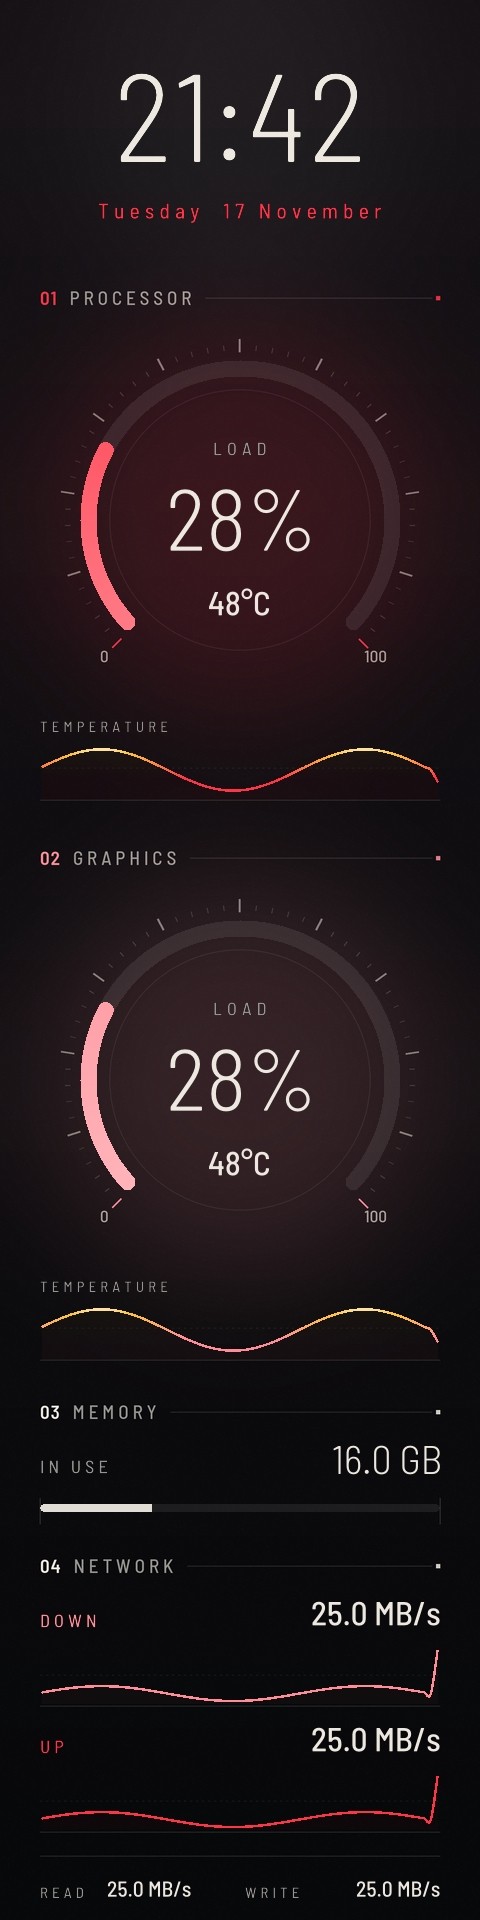 21:42
Tuesday 17 November
01 PROCESSOR
LOAD
28%
48°C
0 100
TEMPERATURE
02 GRAPHICS
LOAD
28%
48°C
0 100
TEMPERATURE
03 MEMORY
IN USE 16.0 GB
04 NETWORK
DOWN 25.0 MB/s
UP 25.0 MB/s
READ 25.0 MB/s WRITE 25.0 MB/s